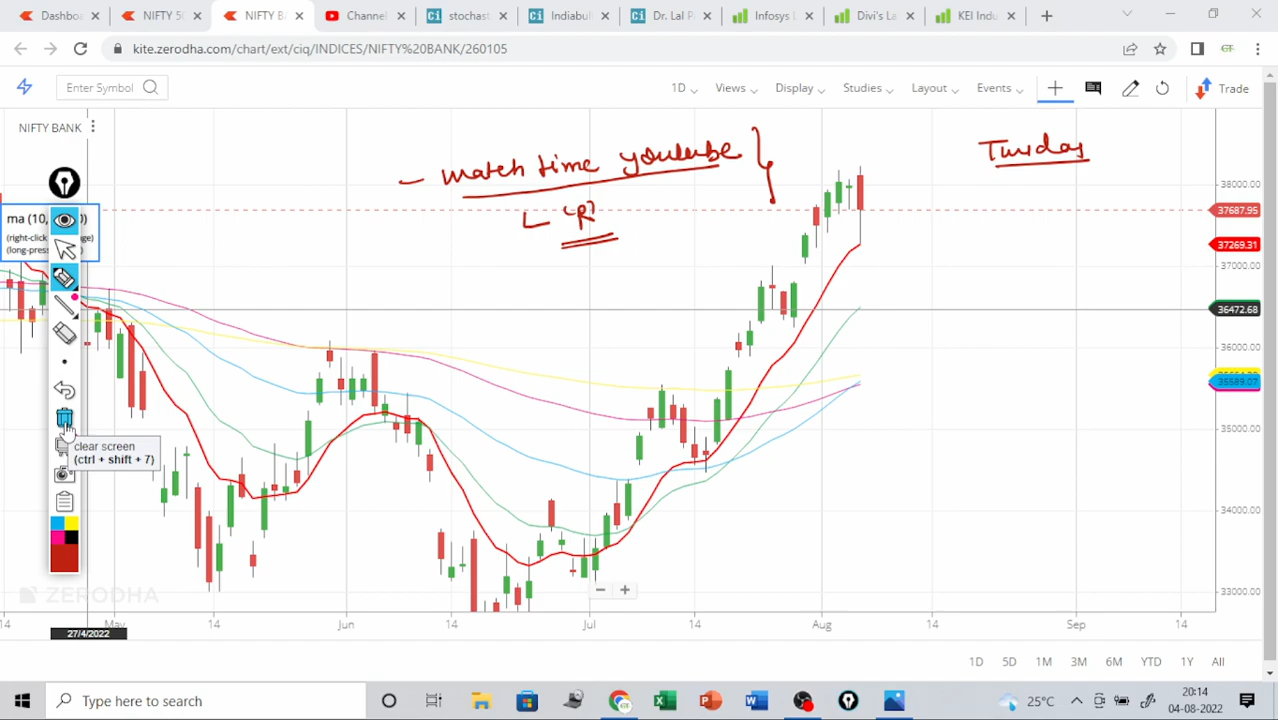 Dashb
NIFTY 50
NIFTY B
Channel
stochast
Indiabull
Dr. Lal P
Infosys L
Divi's La
KEI Indu
kite.zerodha.com/chart/ext/ciq/INDICES/NIFTY%20BANK/260105
Enter Symbol
1D
Views
Display
Studies
Layout
Events
Trade
NIFTY BANK
- Watch time youtube
Tuesday
↳ 'R'
ma (10,
))
(right-click
ge)
(long-pres
38000.00
37687.95
37269.31
37000.00
36472.68
36000.00
35589.07
35000.00
34000.00
33000.00
clear screen
(ctrl + shift + 7)
ZERODHA
14
May
14
Jun
14
Jul
14
Aug
14
Sep
14
27/4/2022
1D
5D
1M
3M
6M
YTD
1Y
All
Type here to search
25°C
20:14
04-08-2022